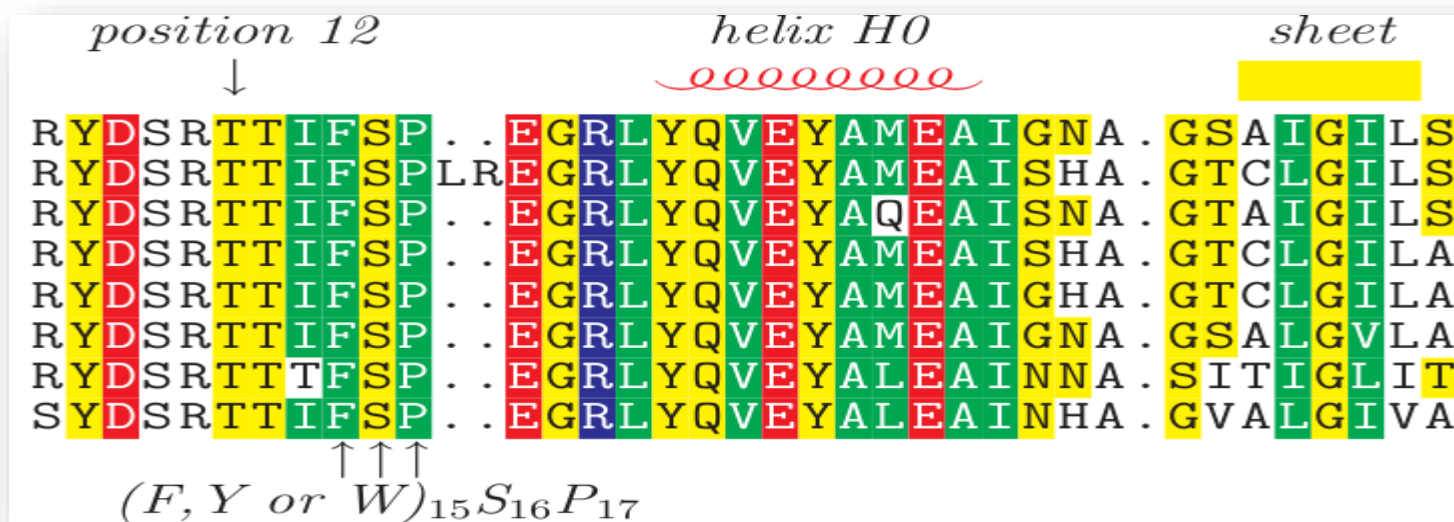 position 12 helix H0 sheet
↓
RYDSRTTIFSP..EGRLYQVEYAMEAIGNA.GSAIGILS
RYDSRTTIFSPLREGRLYQVEYAMEAISHA.GTCLGILS
RYDSRTTIFSP..EGRLYQVEYAQEAISNA.GTAIGILS
RYDSRTTIFSP..EGRLYQVEYAMEAISHA.GTCLGILA
RYDSRTTIFSP..EGRLYQVEYAMEAIGHA.GTCLGILA
RYDSRTTIFSP..EGRLYQVEYAMEAIGNA.GSALGVLA
RYDSRTTTFSP..EGRLYQVEYALEAINNA.SITIGLIT
SYDSRTTIFSP..EGRLYQVEYALEAINHA.GVALGIVA
↑↑↑
(F, Y or W)₁₅S₁₆P₁₇